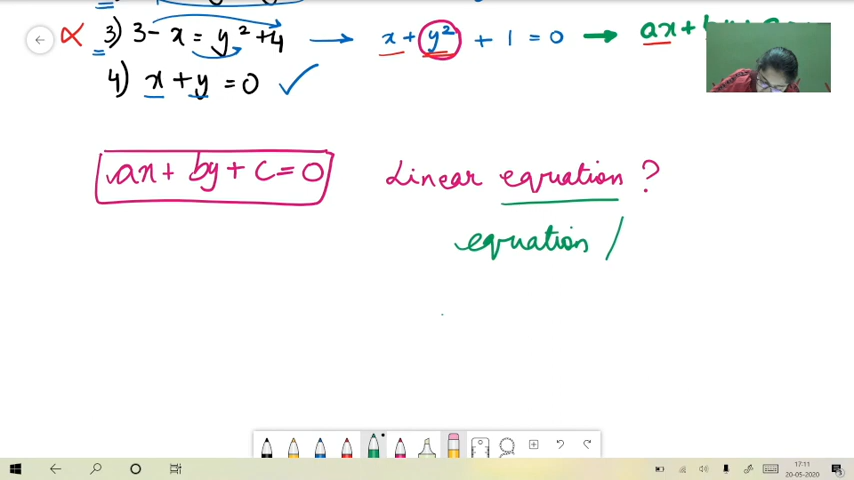 3) 3 - x = y² + 4 → x + y² + 1 = 0 → ax +
4) x + y = 0 ✓
ax + by + c = 0 Linear equation ?
equation /
17:11
20-05-2020